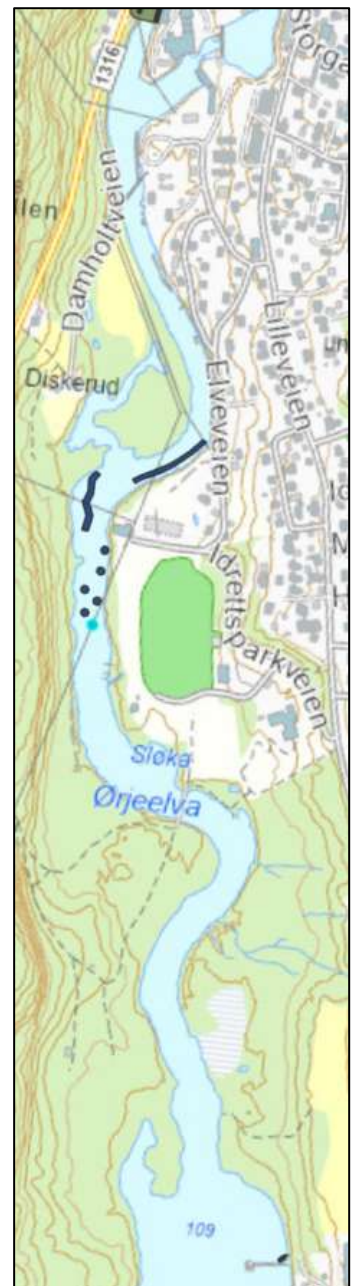 Storga
1316
llen
Damholtveien
Lilleveien
Diskerud
Elveveien
Idrettsparkveien
Sløka
Ørjeelva
109